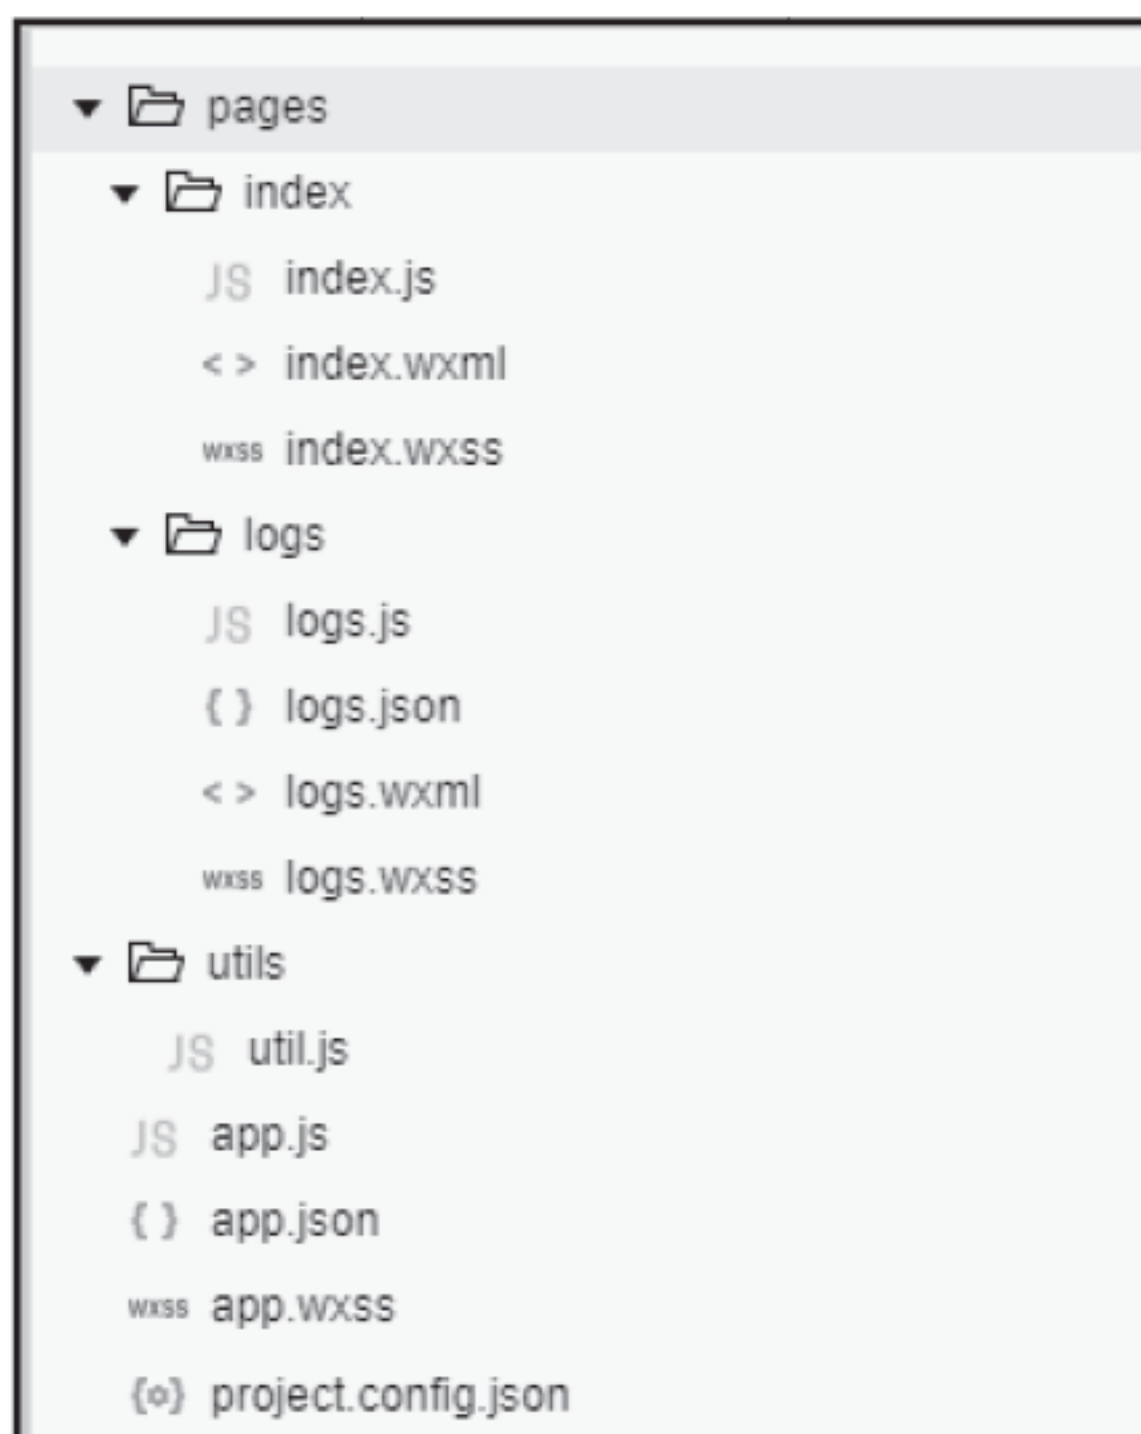 pages
index
JS index.js
< > index.wxml
wxss index.wxss
logs
JS logs.js
{ } logs.json
< > logs.wxml
wxss logs.wxss
utils
JS util.js
JS app.js
{ } app.json
wxss app.wxss
{o} project.config.json